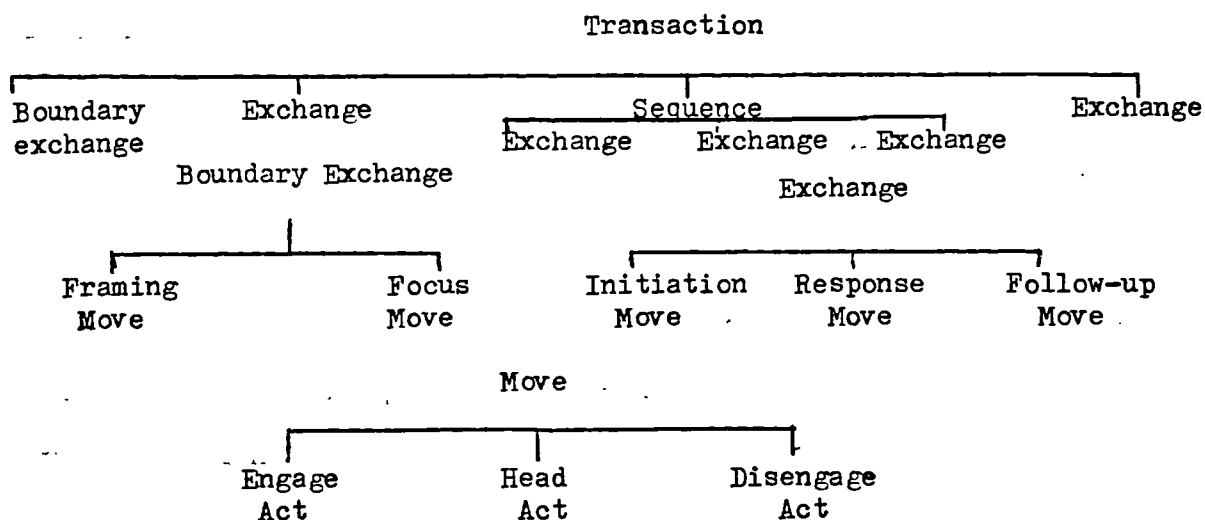 Transaction
Boundary exchange Exchange Sequence Exchange
Exchange Exchange Exchange
Boundary Exchange
Exchange
Framing Move Focus Move Initiation Move Response Move Follow-up Move
Move
Engage Act Head Act Disengage Act